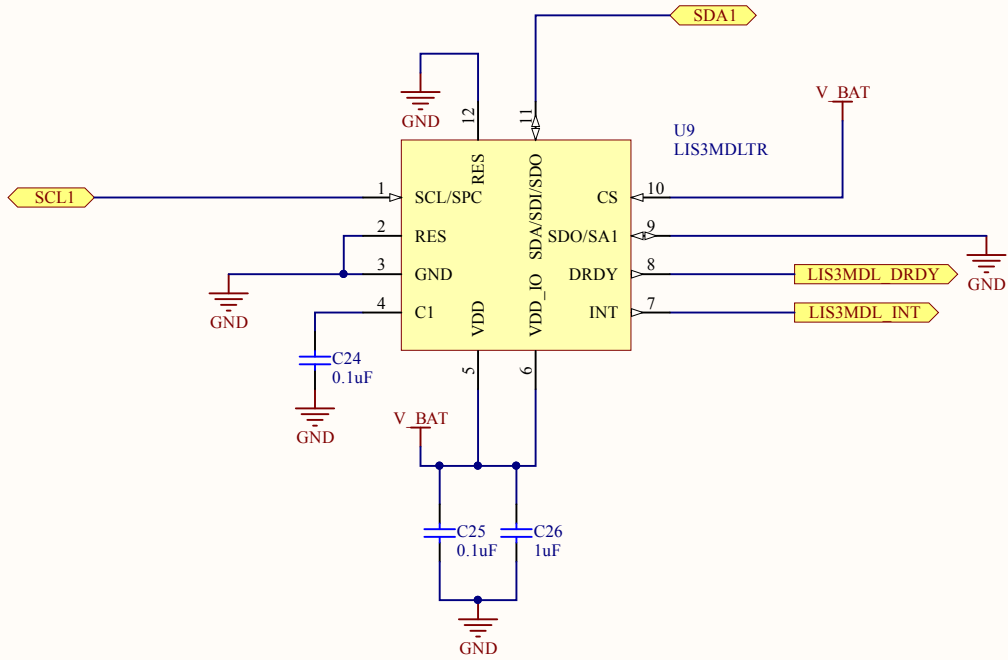 SDA1
V_BAT
GND
12
11
U9
LIS3MDLTR
RES
SDA/SDI/SDO
SCL1
1
SCL/SPC
CS
10
2
RES
SDO/SA1
9
3
GND
DRDY
8
LIS3MDL_DRDY
GND
GND
4
C1
VDD
VDD_IO
INT
7
LIS3MDL_INT
C24
0.1uF
5
6
GND
V_BAT
C25
0.1uF
C26
1uF
GND